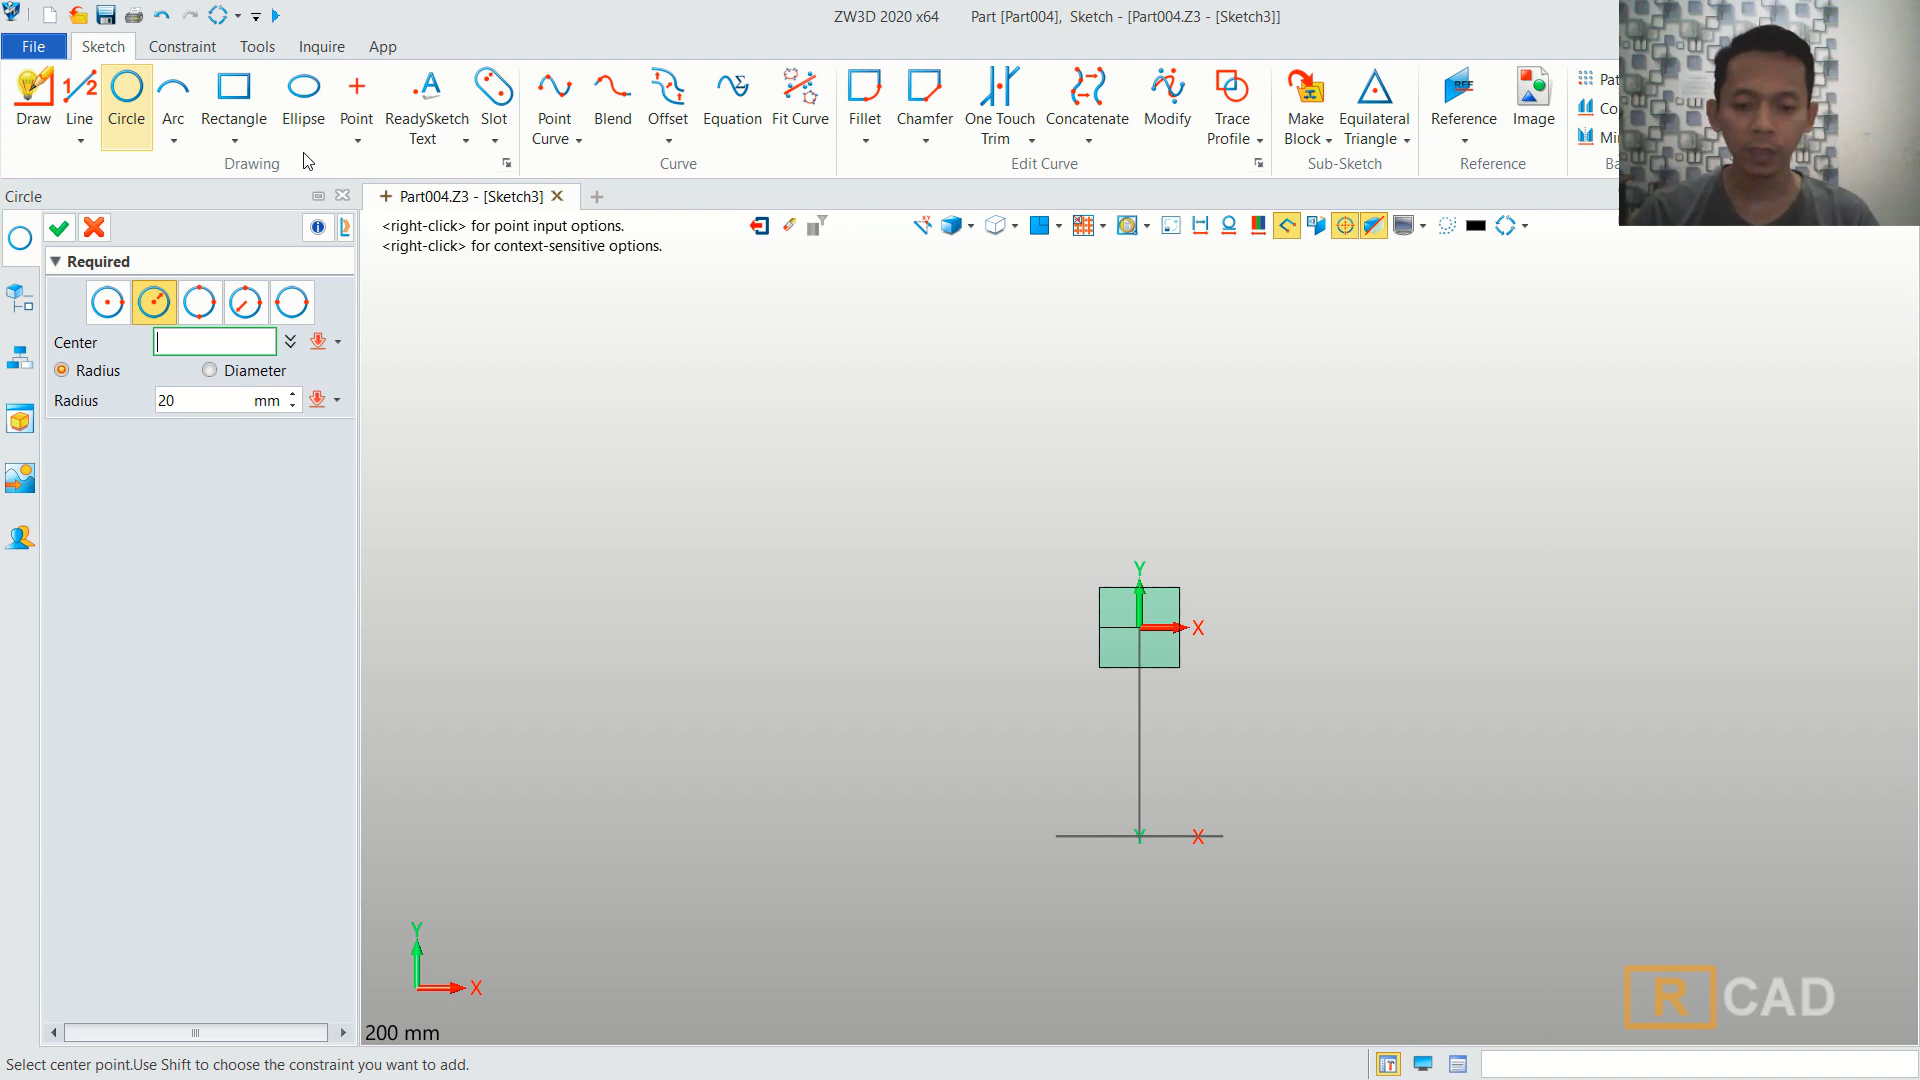 ZW3D 2020 x64 Part [Part004], Sketch - [Part004.Z3 - [Sketch3]]
File Sketch Constraint Tools Inquire App
Draw Line Circle Arc Rectangle Ellipse Point ReadySketch Text Slot
Drawing
Point Curve Blend Offset Equation Fit Curve
Curve
Fillet Chamfer One Touch Trim Concatenate Modify Trace Profile
Edit Curve
Make Block Equilateral Triangle
Sub-Sketch
REF
Reference Image
Reference
Circle
Part004.Z3 - [Sketch3]
<right-click> for point input options.
<right-click> for context-sensitive options.
Required
Center
Radius Diameter
Radius 20 mm
Y
X
Y X
Y
X
200 mm
R CAD
Select center point.Use Shift to choose the constraint you want to add.